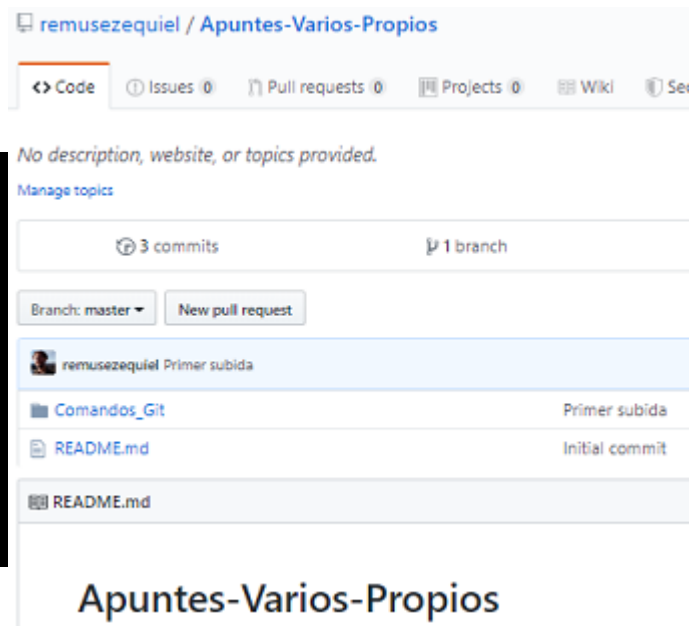 remusezequiel / Apuntes-Varios-Propios
<> Code Issues 0 Pull requests 0 Projects 0 Wiki Sec
No description, website, or topics provided.
Manage topics
3 commits 1 branch
Branch: master New pull request
remusezequiel Primer subida
Comandos_Git Primer subida
README.md Initial commit
README.md
Apuntes-Varios-Propios